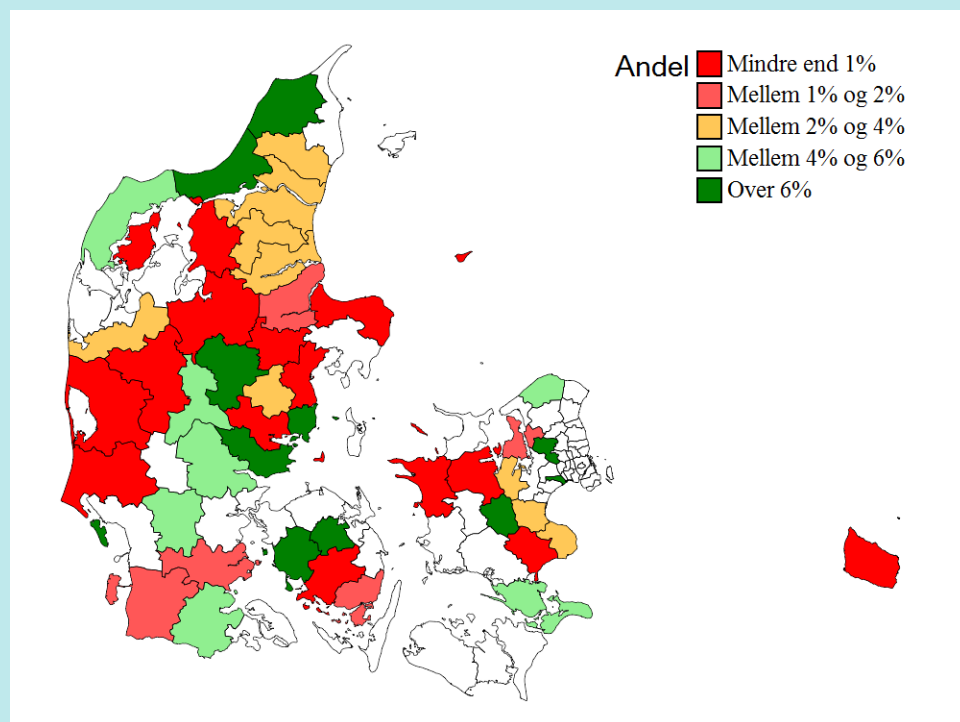 Andel
Mindre end 1%
Mellem 1% og 2%
Mellem 2% og 4%
Mellem 4% og 6%
Over 6%